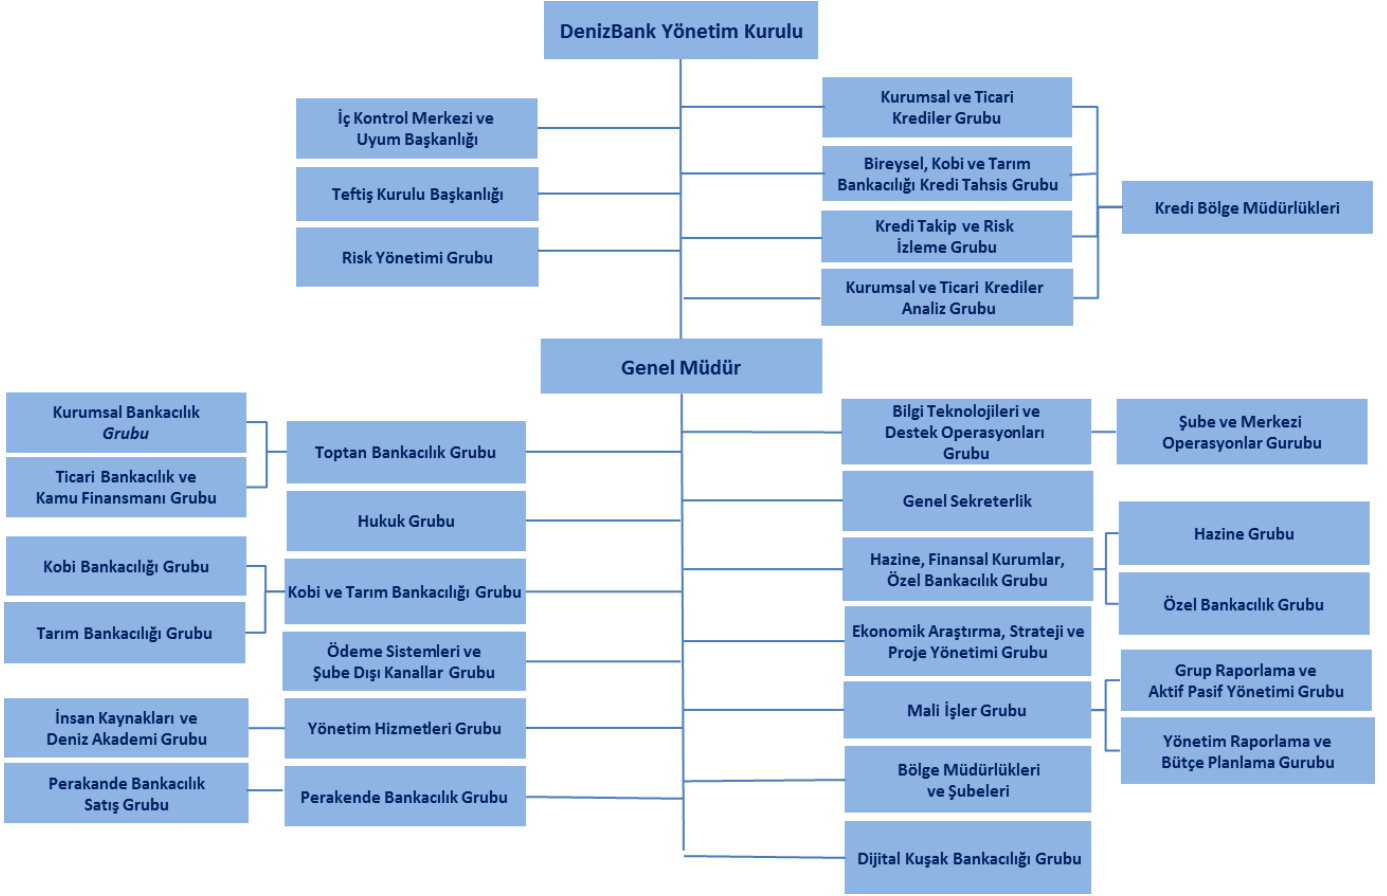 DenizBank Yönetim Kurulu
İç Kontrol Merkezi ve
Uyum Başkanlığı
Teftiş Kurulu Başkanlığı
Risk Yönetimi Grubu
Kurumsal ve Ticari
Krediler Grubu
Bireysel, Kobi ve Tarım
Bankacılığı Kredi Tahsis Grubu
Kredi Takip ve Risk
İzleme Grubu
Kurumsal ve Ticari Krediler
Analiz Grubu
Kredi Bölge Müdürlükleri
Genel Müdür
Kurumsal Bankacılık
Grubu
Ticari Bankacılık ve
Kamu Finansmanı Grubu
Toptan Bankacılık Grubu
Hukuk Grubu
Kobi Bankacılığı Grubu
Tarım Bankacılığı Grubu
Kobi ve Tarım Bankacılığı Grubu
Ödeme Sistemleri ve
Şube Dışı Kanallar Grubu
İnsan Kaynakları ve
Deniz Akademi Grubu
Yönetim Hizmetleri Grubu
Perakande Bankacılık
Satış Grubu
Perakende Bankacılık Grubu
Bilgi Teknolojileri ve
Destek Operasyonları
Grubu
Şube ve Merkezi
Operasyonlar Gurubu
Genel Sekreterlik
Hazine, Finansal Kurumlar,
Özel Bankacılık Grubu
Hazine Grubu
Özel Bankacılık Grubu
Ekonomik Araştırma, Strateji ve
Proje Yönetimi Grubu
Mali İşler Grubu
Grup Raporlama ve
Aktif Pasif Yönetimi Grubu
Yönetim Raporlama ve
Bütçe Planlama Gurubu
Bölge Müdürlükleri
ve Şubeleri
Dijital Kuşak Bankacılığı Grubu